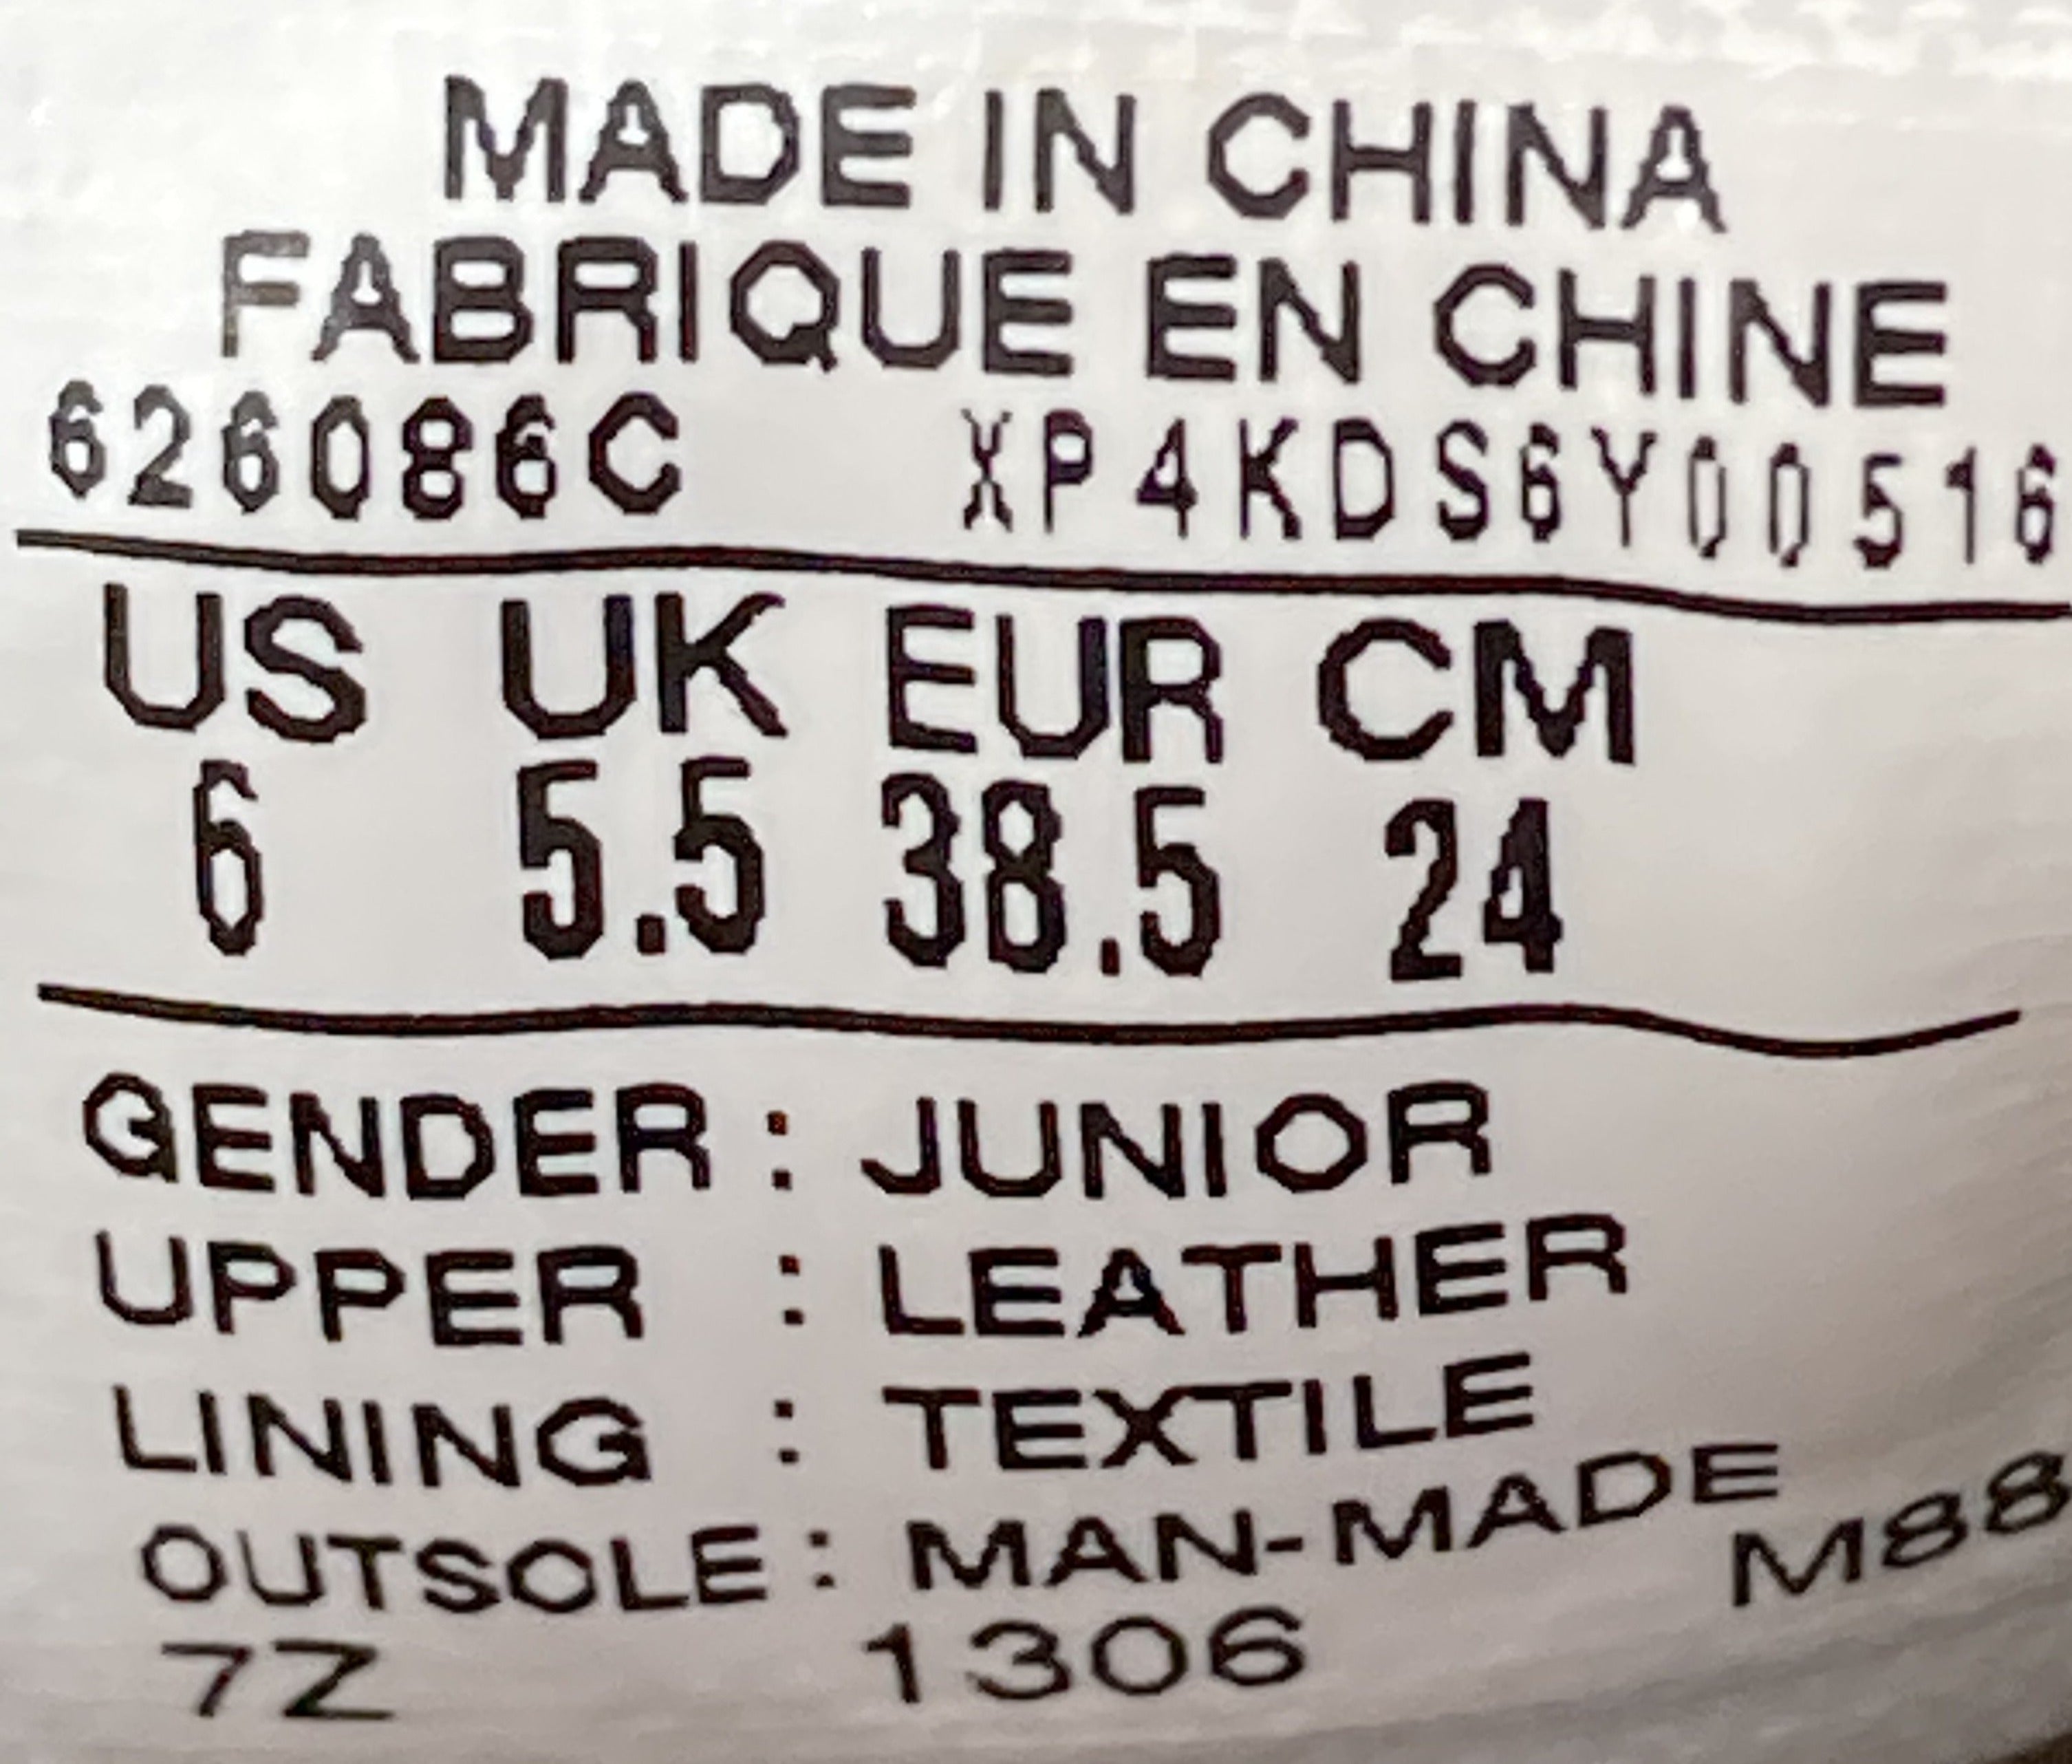 MADE IN CHINA
FABRIQUE EN CHINE
626086C XP4KDS6Y00516
US UK EUR CM
6 5.5 38.5 24
GENDER : JUNIOR
UPPER : LEATHER
LINING : TEXTILE
OUTSOLE : MAN-MADE
M88
7Z 1306